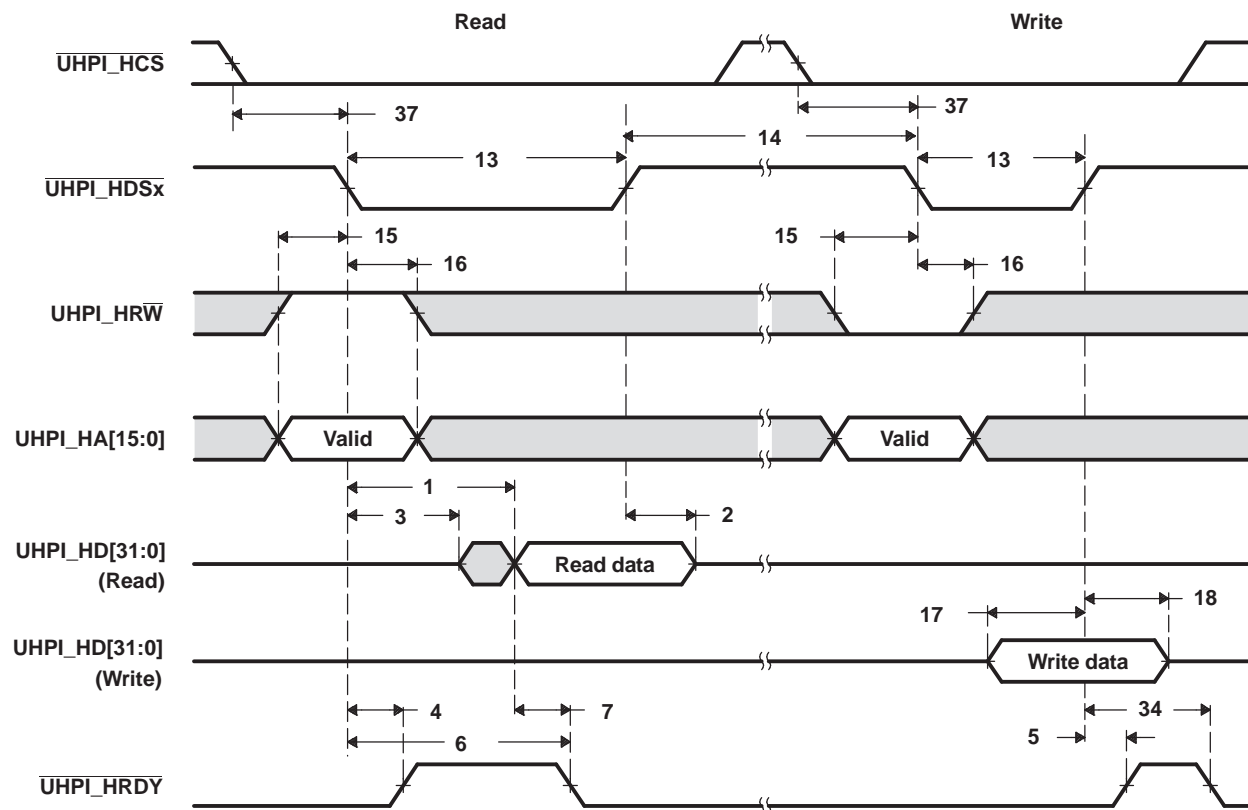 Read Write
UHPI_HCS
37 37
14
13 13
UHPI_HDSx
15 15
16 16
UHPI_HRW
UHPI_HA[15:0] Valid Valid
1
3 2
UHPI_HD[31:0]
(Read)
Read data
17 18
UHPI_HD[31:0]
(Write)
Write data
4 7 34
6 5
UHPI_HRDY